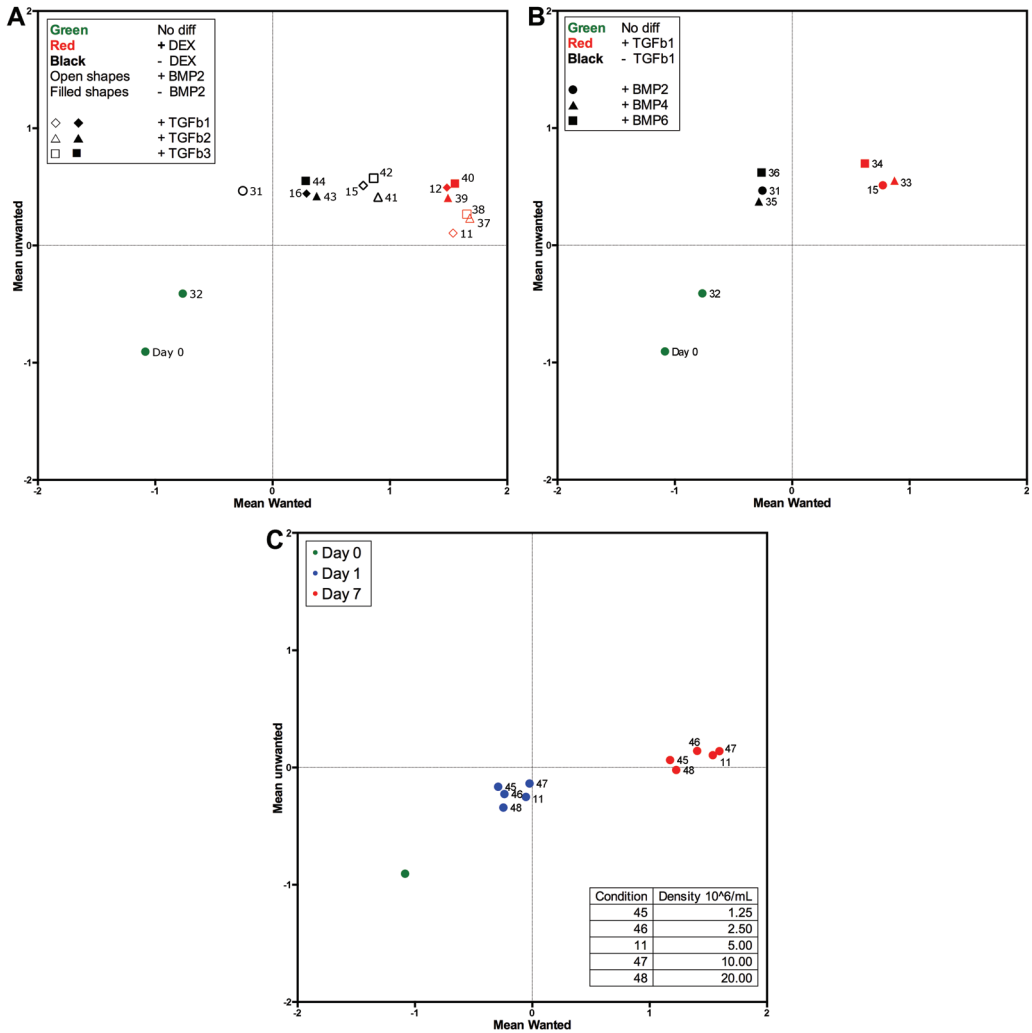 A
Green No diff
Red + DEX
Black - DEX
Open shapes + BMP2
Filled shapes - BMP2
+ TGFb1
+ TGFb2
+ TGFb3
2
1
0
-1
-2
Mean unwanted
31
44
16
43
15
42
41
12
40
39
38
37
11
32
Day 0
-2 -1 0 1 2
Mean Wanted
B
Green No diff
Red + TGFb1
Black - TGFb1
+ BMP2
+ BMP4
+ BMP6
2
1
0
-1
-2
Mean unwanted
36
31
35
34
15
33
32
Day 0
-2 -1 0 1 2
Mean Wanted
C
Day 0
Day 1
Day 7
2
1
0
-1
-2
Mean unwanted
45
46
47
11
48
46
47
45
11
48
Condition Density 10^6/mL
45 1.25
46 2.50
11 5.00
47 10.00
48 20.00
-2 -1 0 1 2
Mean Wanted